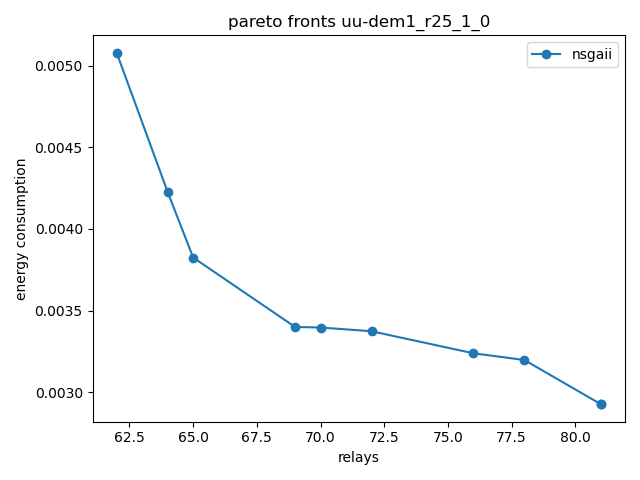 pareto fronts uu-dem1_r25_1_0
nsgaii
energy consumption
0.0050
0.0045
0.0040
0.0035
0.0030
62.5 65.0 67.5 70.0 72.5 75.0 77.5 80.0
relays